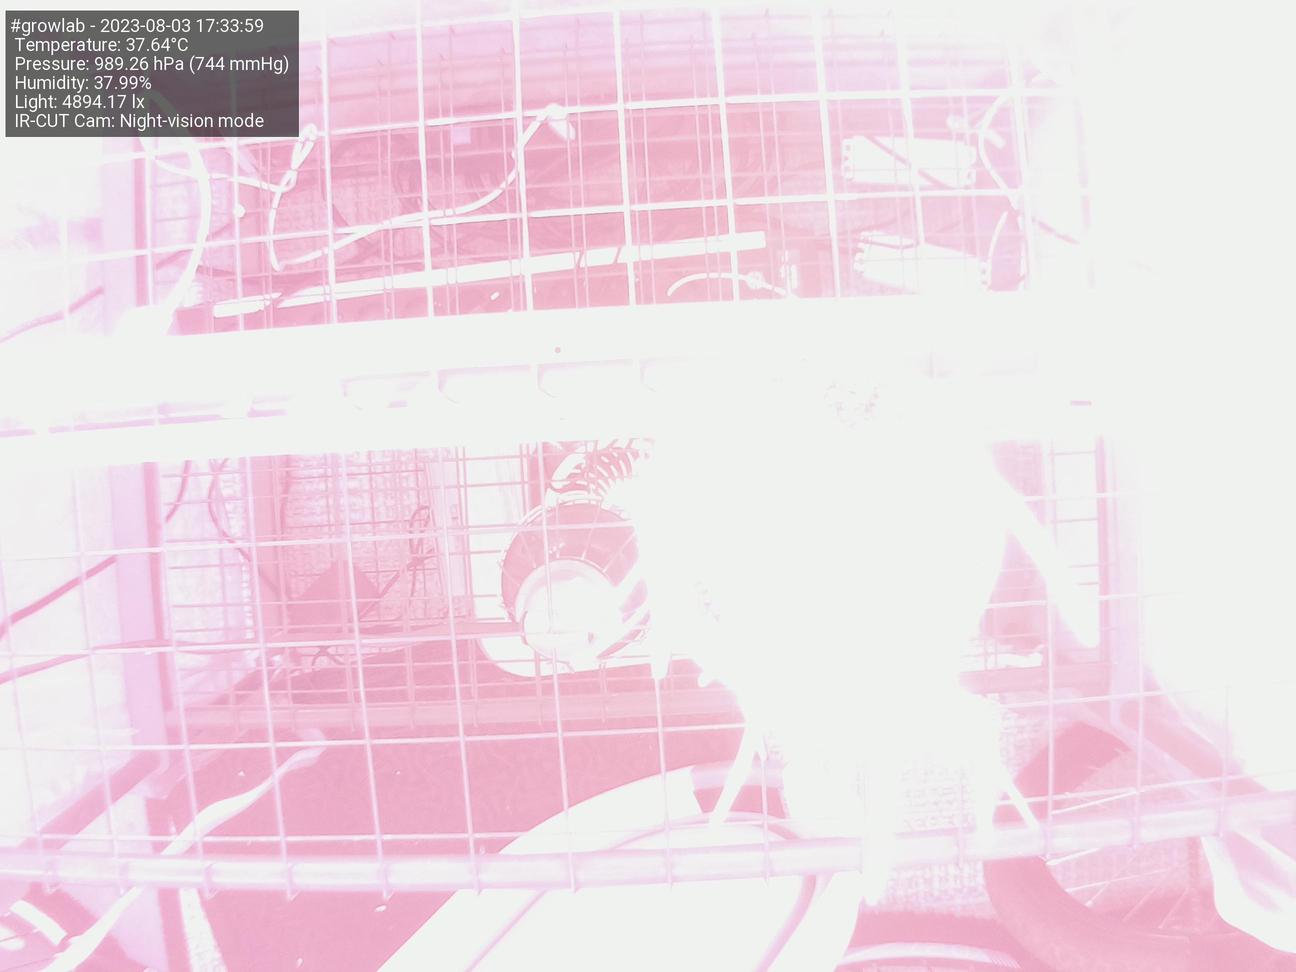 #growlab - 2023-08-03 17:33:59
Temperature: 37.64°C
Pressure: 989.26 hPa (744 mmHg)
Humidity: 37.99%
Light: 4894.17 lx
IR-CUT Cam: Night-vision mode